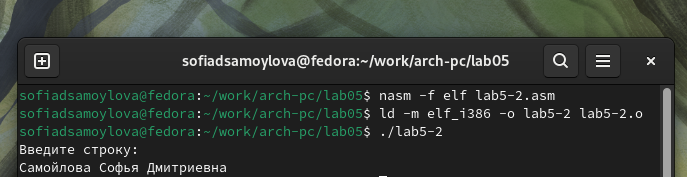 sofiadsamoylova@fedora:~/work/arch-pc/lab05
sofiadsamoylova@fedora:~/work/arch-pc/lab05$ nasm -f elf lab5-2.asm
sofiadsamoylova@fedora:~/work/arch-pc/lab05$ ld -m elf_i386 -o lab5-2 lab5-2.o
sofiadsamoylova@fedora:~/work/arch-pc/lab05$ ./lab5-2
Введите строку:
Самойлова Софья Дмитриевна